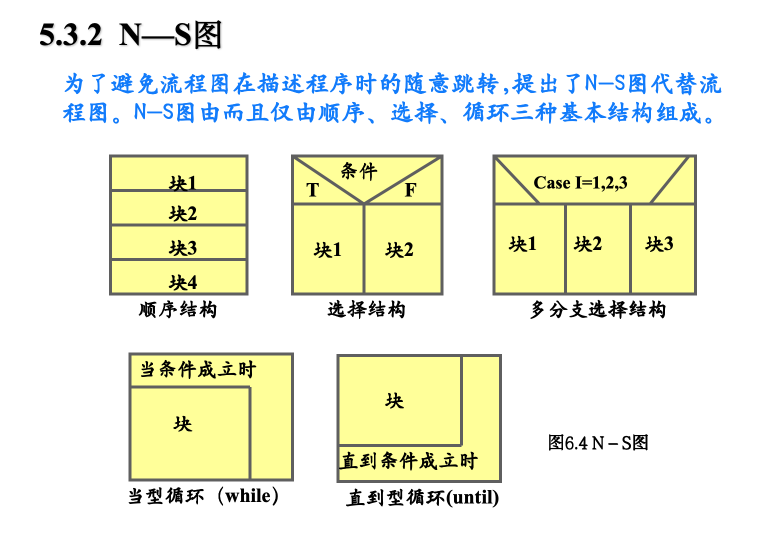 5.3.2 N—S图
为了避免流程图在描述程序时的随意跳转,提出了N—S图代替流
程图。N—S图由而且仅由顺序、选择、循环三种基本结构组成。
块1
块2
块3
块4
顺序结构
条件
T F
块1 块2
选择结构
Case I=1,2,3
块1 块2 块3
多分支选择结构
当条件成立时
块
当型循环（while）
块
直到条件成立时
直到型循环(until)
图6.4 N – S图